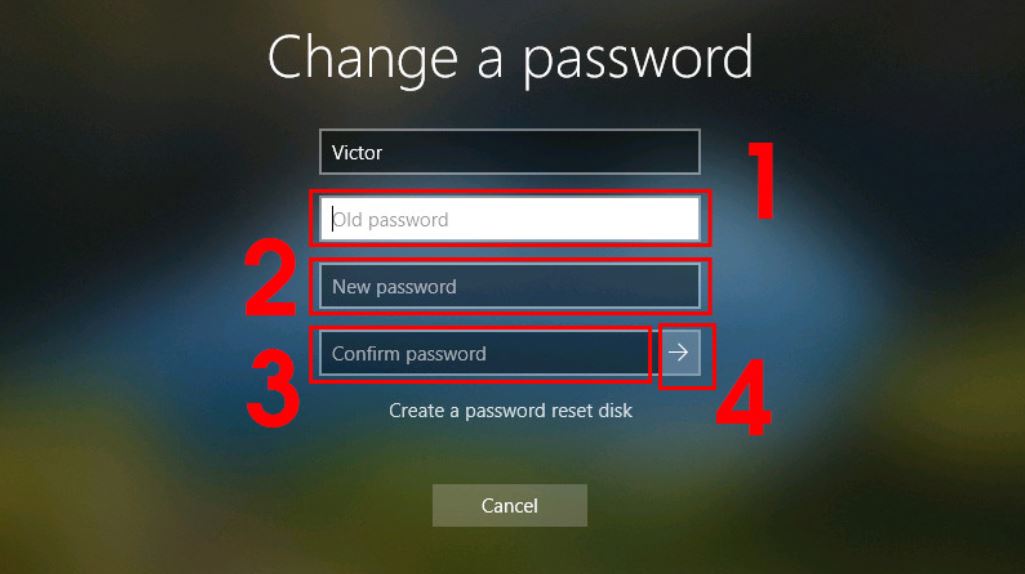 Change a password
Victor
1
Old password
2
New password
3
Confirm password
4
Create a password reset disk
Cancel